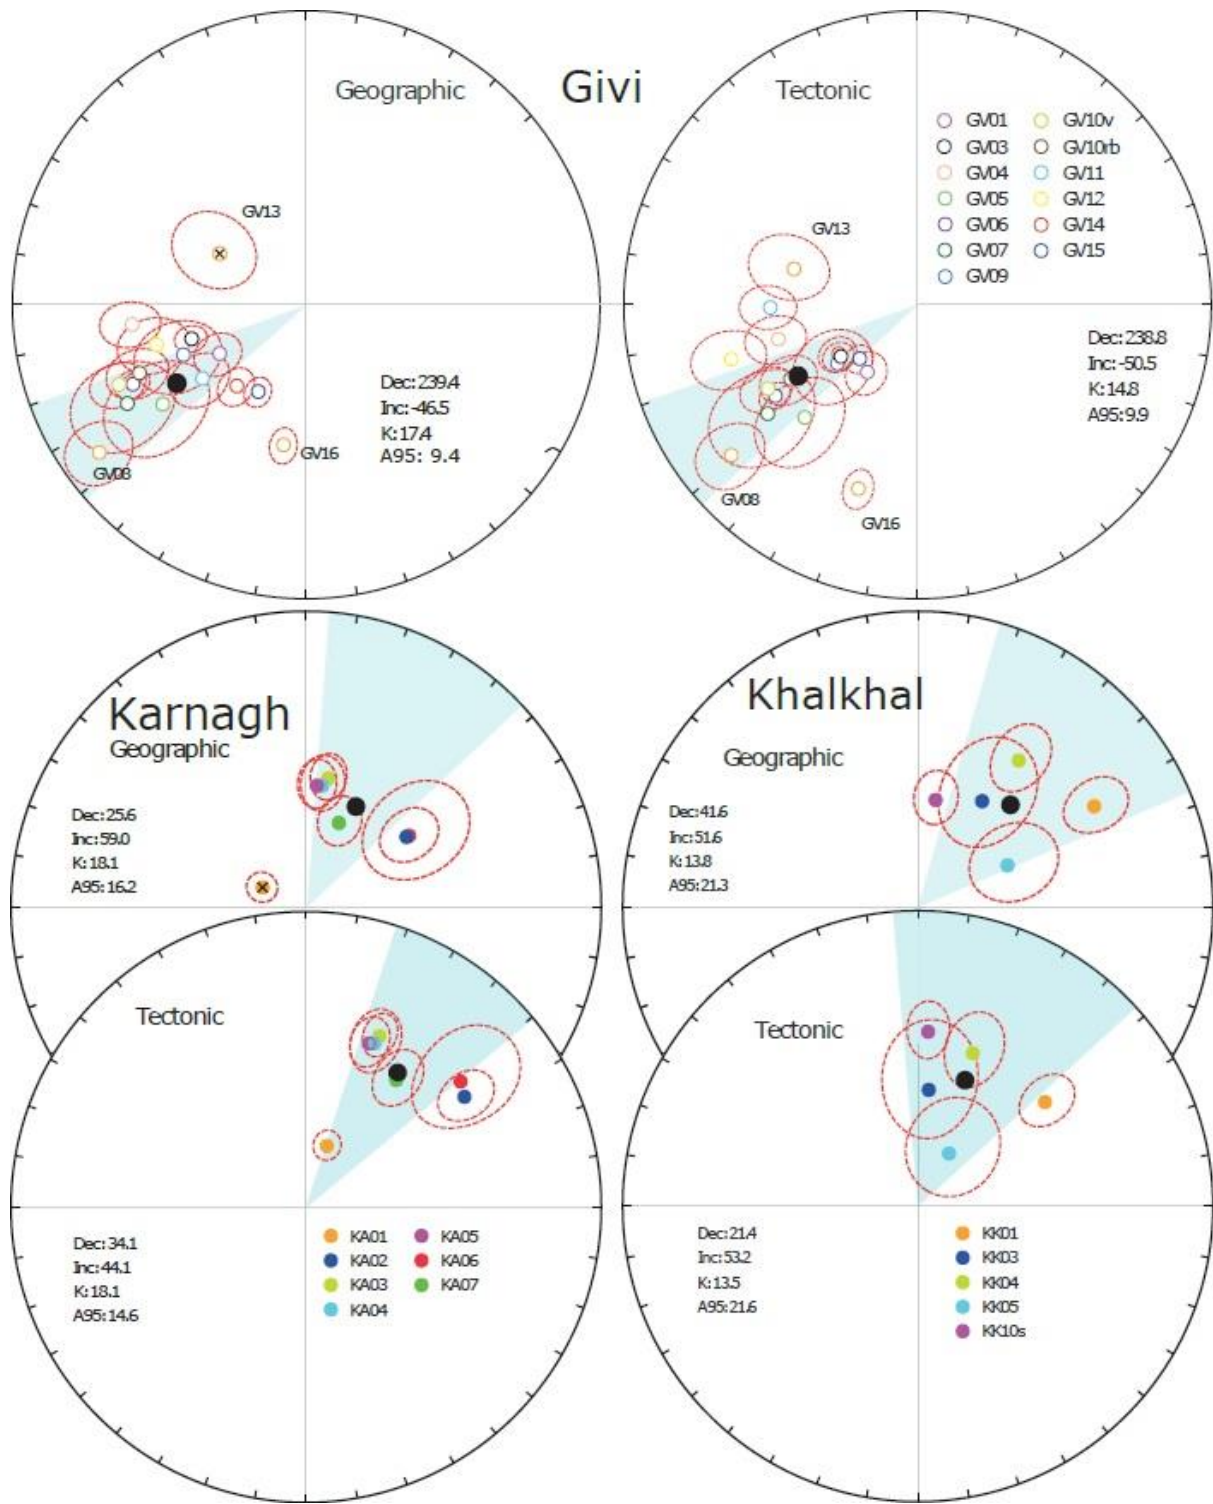 Givi
Geographic
GV13
GV08
GV16
Dec: 239.4
Inc: -46.5
K: 17.4
A95: 9.4
Tectonic
GV01
GV03
GV04
GV05
GV06
GV07
GV09
GV10v
GV10rb
GV11
GV12
GV14
GV15
GV13
GV08
GV16
Dec: 238.8
Inc: -50.5
K: 14.8
A95: 9.9
Karnagh
Geographic
Dec: 25.6
Inc: 59.0
K: 18.1
A95: 16.2
Khalkhal
Geographic
Dec: 41.6
Inc: 51.6
K: 13.8
A95: 21.3
Tectonic
Dec: 34.1
Inc: 44.1
K: 18.1
A95: 14.6
KA01
KA02
KA03
KA04
KA05
KA06
KA07
Tectonic
Dec: 21.4
Inc: 53.2
K: 13.5
A95: 21.6
KK01
KK03
KK04
KK05
KK10s